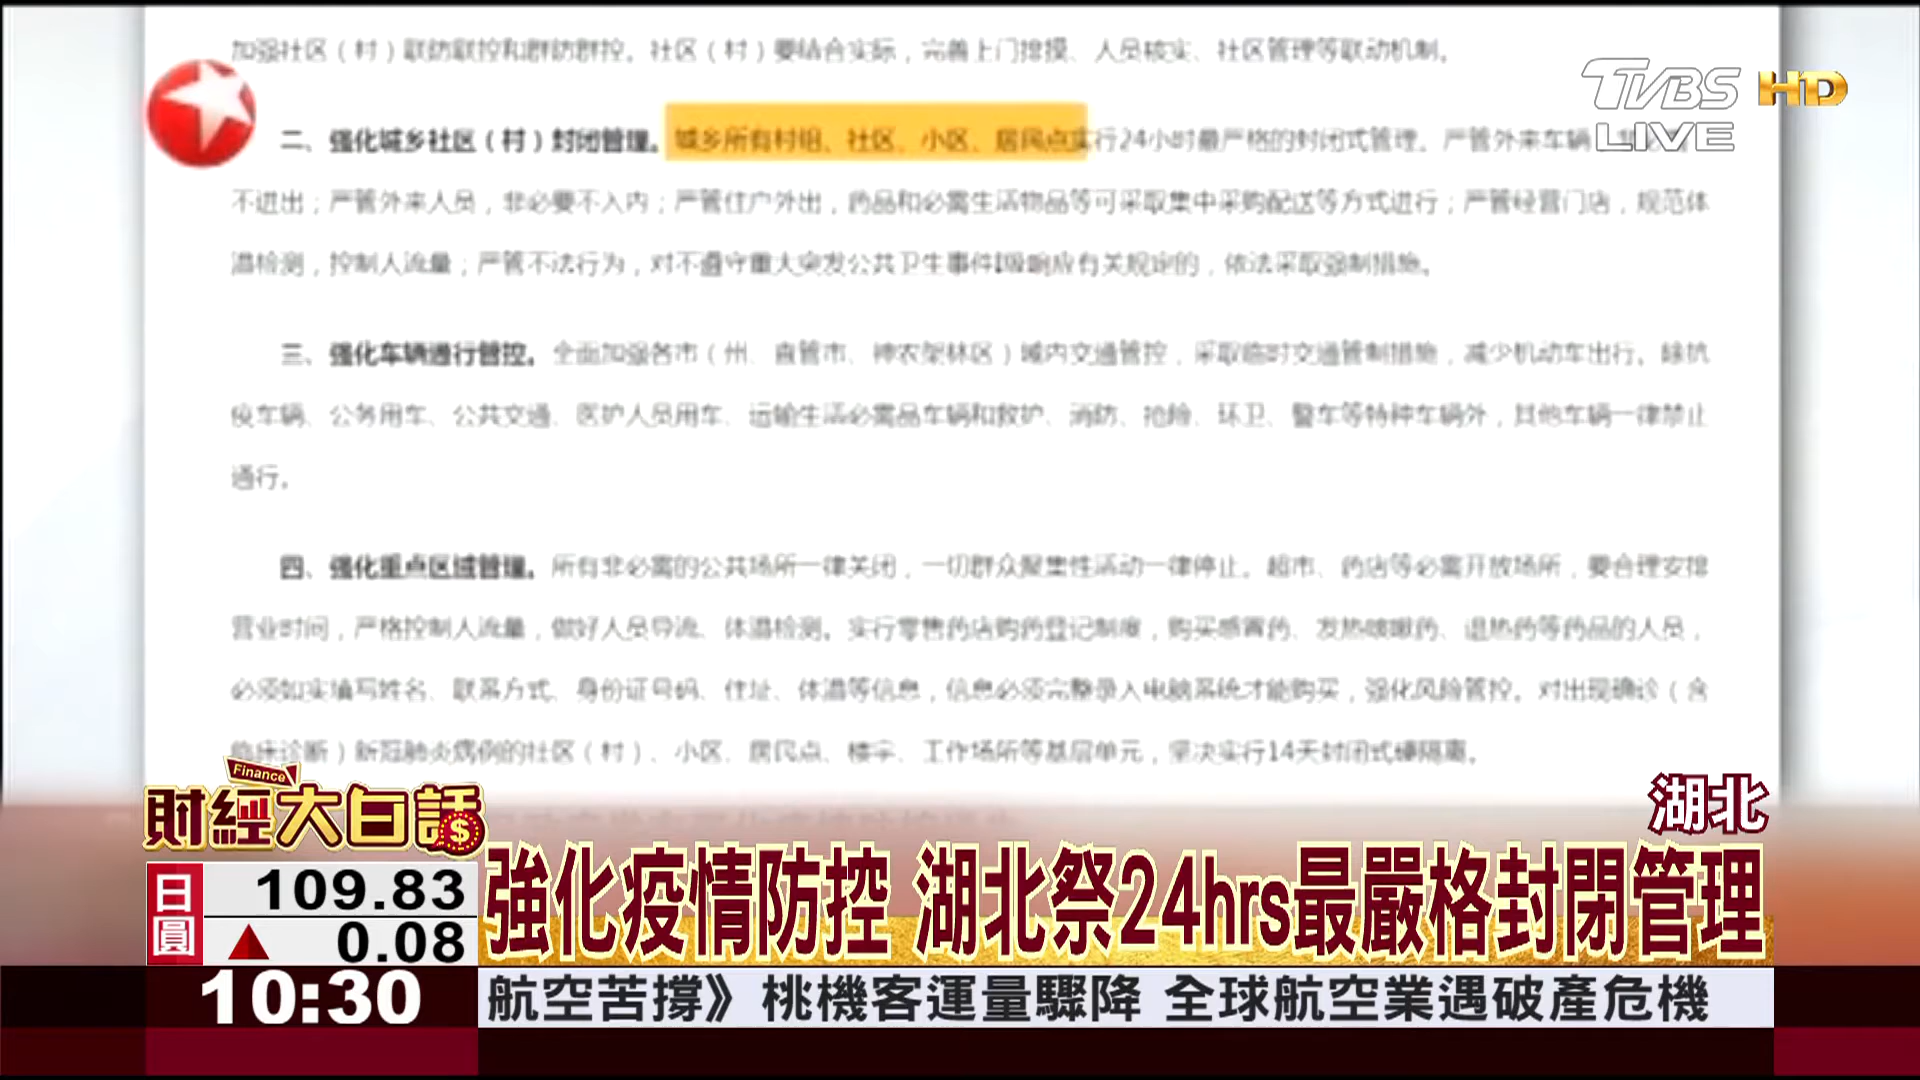 加强社区（村）联防联控和群防群控。社区（村）要结合实际，完善上门排摸、人员核实、社区管理等联动机制。
TVBS HD
LIVE
二、强化城乡社区（村）封闭管理。城乡所有村组、社区、小区、居民点实行24小时最严格的封闭式管理。严管外来车辆，非必要
不进出；严管外来人员，非必要不入内；严管住户外出，药品和必需生活物品等可采取集中采购配送等方式进行；严管经营门店，规范体
温检测，控制人流量；严管不法行为，对不遵守重大突发公共卫生事件I级响应有关规定的，依法采取强制措施。
三、强化车辆通行管控。全面加强各市（州、直管市、神农架林区）域内交通管控，采取临时交通管制措施，减少机动车出行。除抗
疫车辆、公务用车、公共交通、医护人员用车、运输生活必需品车辆和救护、消防、抢险、环卫、警车等特种车辆外，其他车辆一律禁止
通行。
四、强化重点区域管理。所有非必需的公共场所一律关闭，一切群众聚集性活动一律停止。超市、药店等必需开放场所，要合理安排
营业时间，严格控制人流量，做好人员导流、体温检测。实行零售药店购药登记制度，购买感冒药、发热咳嗽药、退热药等药品的人员，
必须如实填写姓名、联系方式、身份证号码、住址、体温等信息，信息必须完整录入电脑系统才能购买，强化风险管控。对出现确诊（含
临床诊断）新冠肺炎病例的社区（村）、小区、居民点、楼宇、工作场所等基层单元，坚决实行14天封闭式硬隔离。
Finance
財經大白話
湖北
強化疫情防控 湖北祭24hrs最嚴格封閉管理
日圓 109.83
▲ 0.08
10:30
航空苦撐》桃機客運量驟降 全球航空業遇破產危機